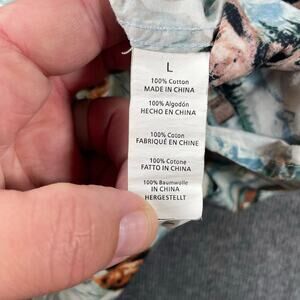 L
100% Cotton
MADE IN CHINA
100% Algodón
HECHO EN CHINA
100% Coton
FABRIQUÉ EN CHINE
100% Cotone
FATTO IN CHINA
100% Baumwolle
IN CHINA
HERGESTELLT